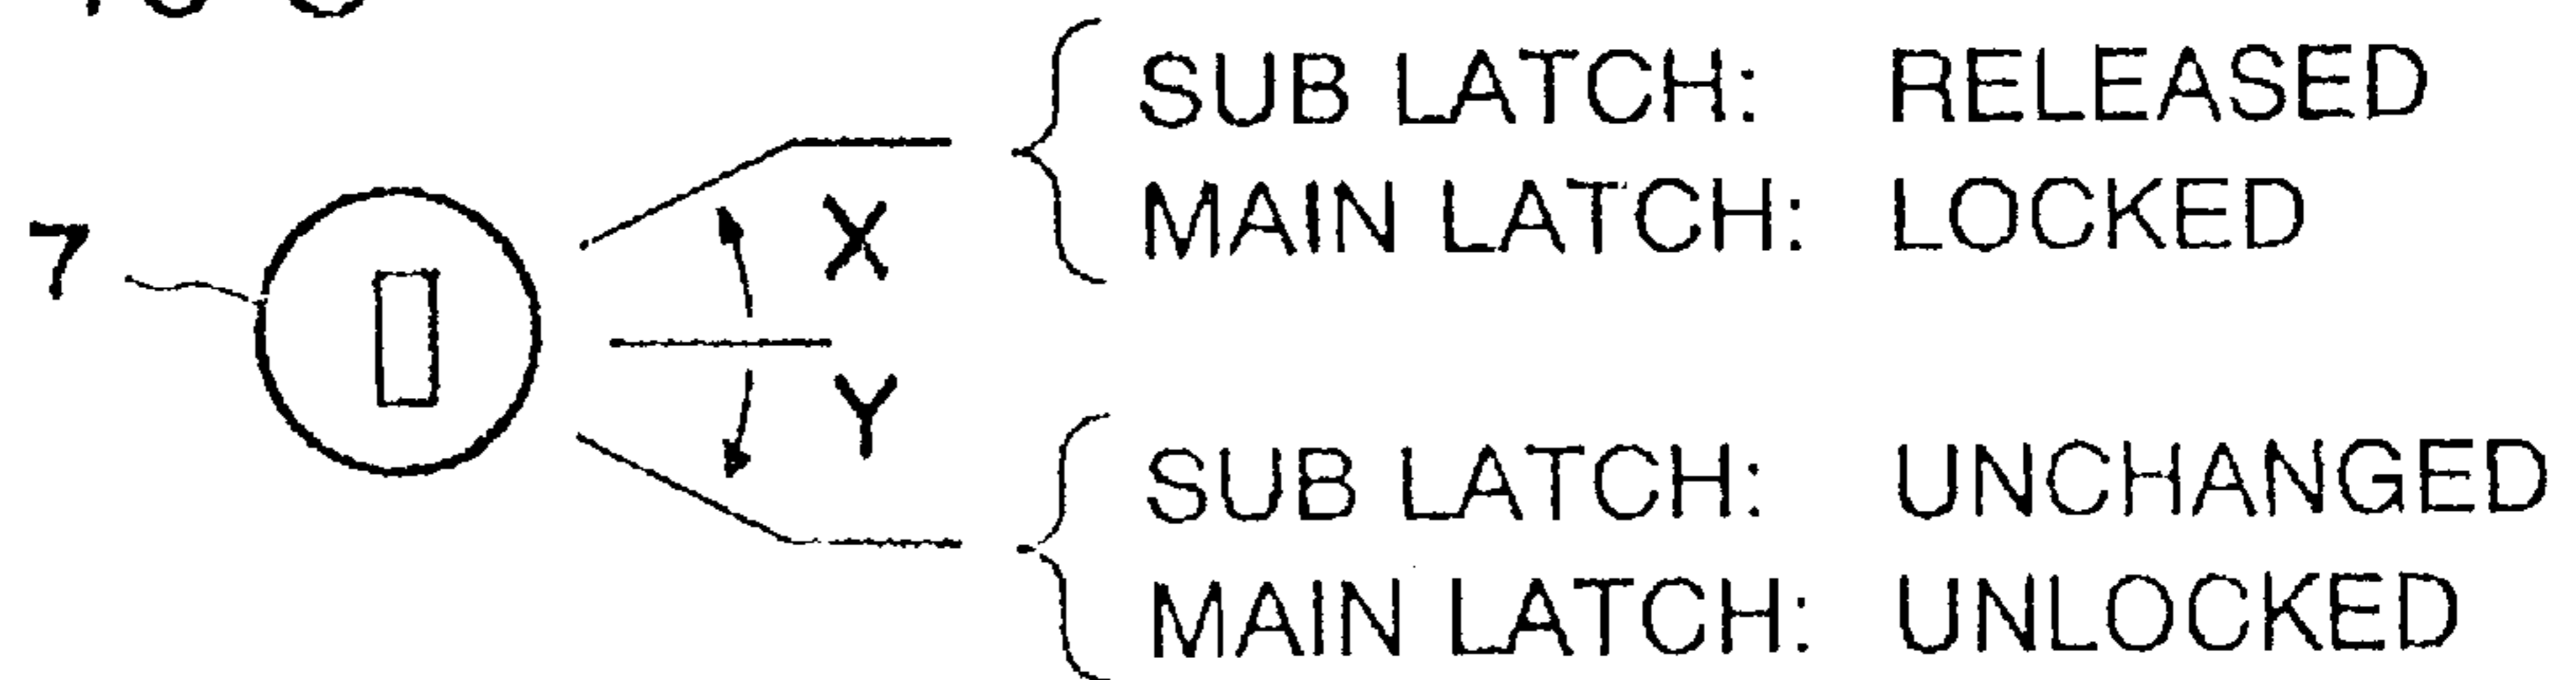 SUB LATCH: RELEASED
MAIN LATCH: LOCKED
7
X
Y
SUB LATCH: UNCHANGED
MAIN LATCH: UNLOCKED